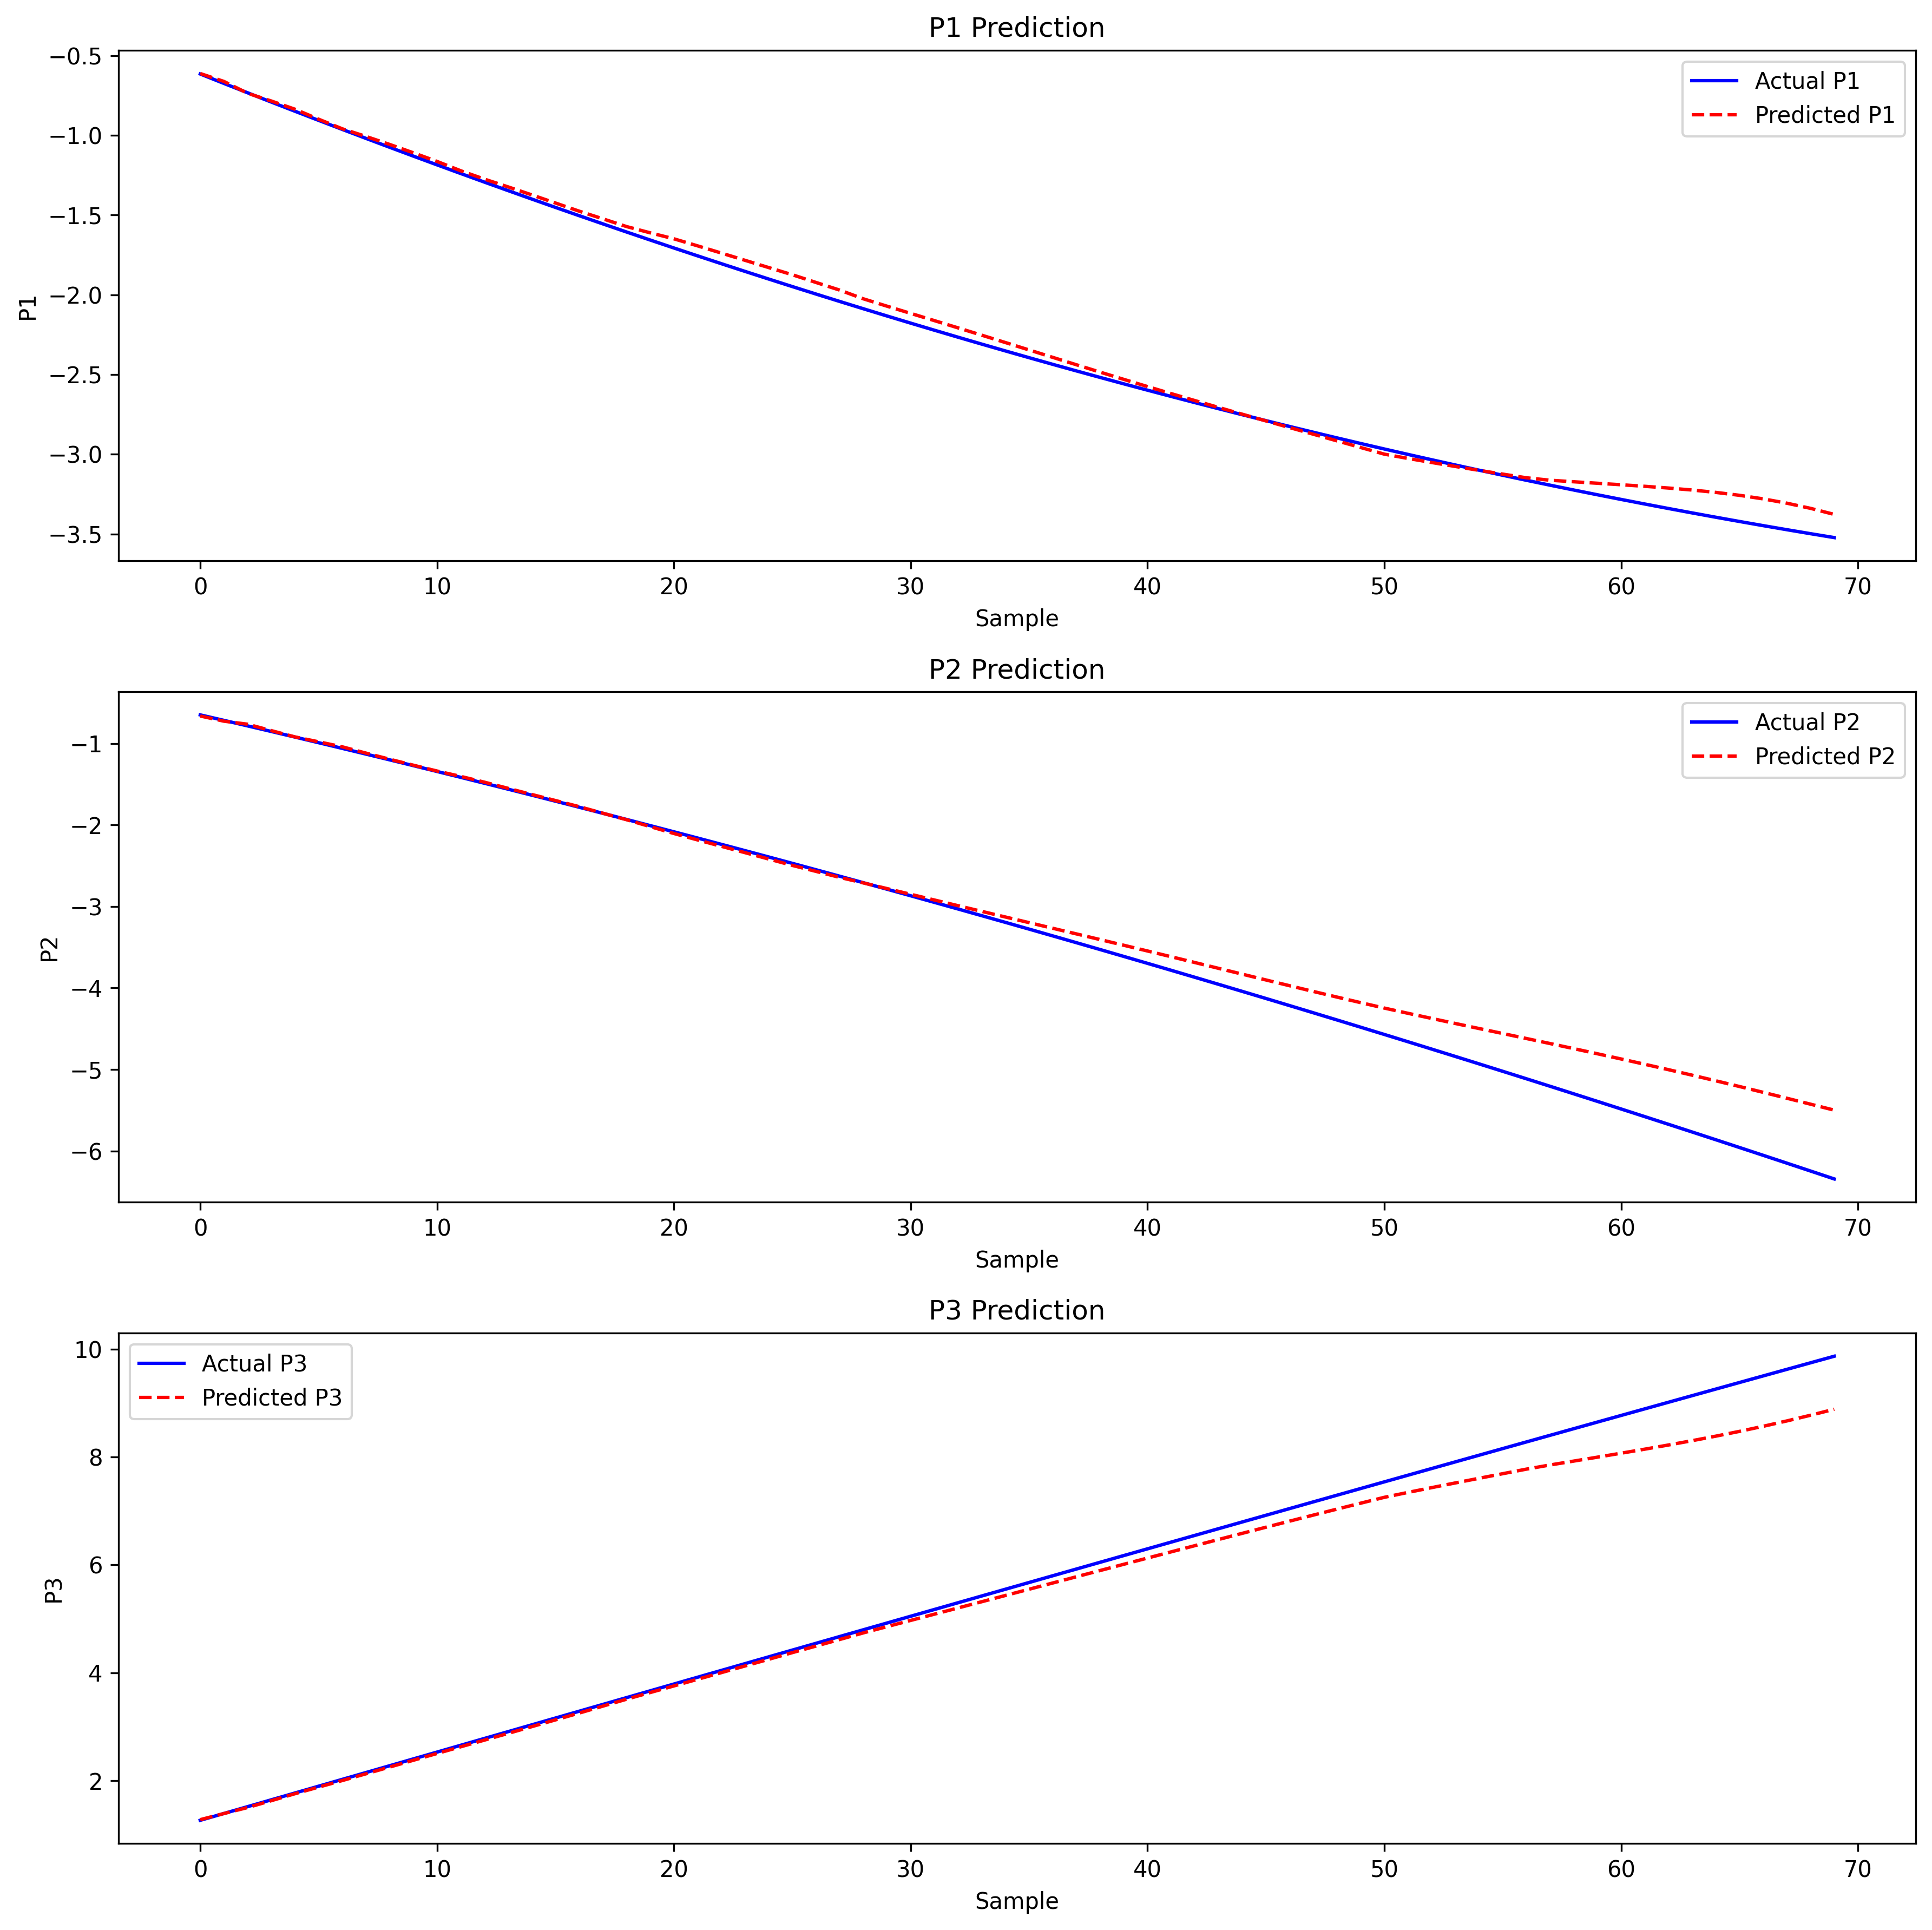 P1 Prediction
−0.5
−1.0
−1.5
−2.0
−2.5
−3.0
−3.5
P1
Actual P1
Predicted P1
0 10 20 30 40 50 60 70
Sample
P2 Prediction
−1
−2
−3
−4
−5
−6
P2
Actual P2
Predicted P2
0 10 20 30 40 50 60 70
Sample
P3 Prediction
10
8
6
4
2
P3
Actual P3
Predicted P3
0 10 20 30 40 50 60 70
Sample